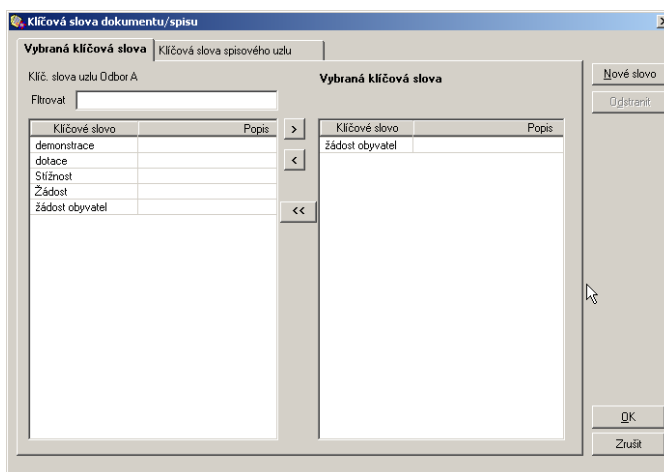 Klíčová slova dokumentu/spisu
Vybraná klíčová slova
Klíčová slova spisového uzlu
Klíč. slova uzlu Odbor A
Vybraná klíčová slova
Nové slovo
Fltrovat
Odstranit
Klíčové slovo Popis
>
Klíčové slovo Popis
demonstrace
žádost obyvatel
dotace
<
Stížnost
Žádost
žádost obyvatel
<<
OK
Zrušit